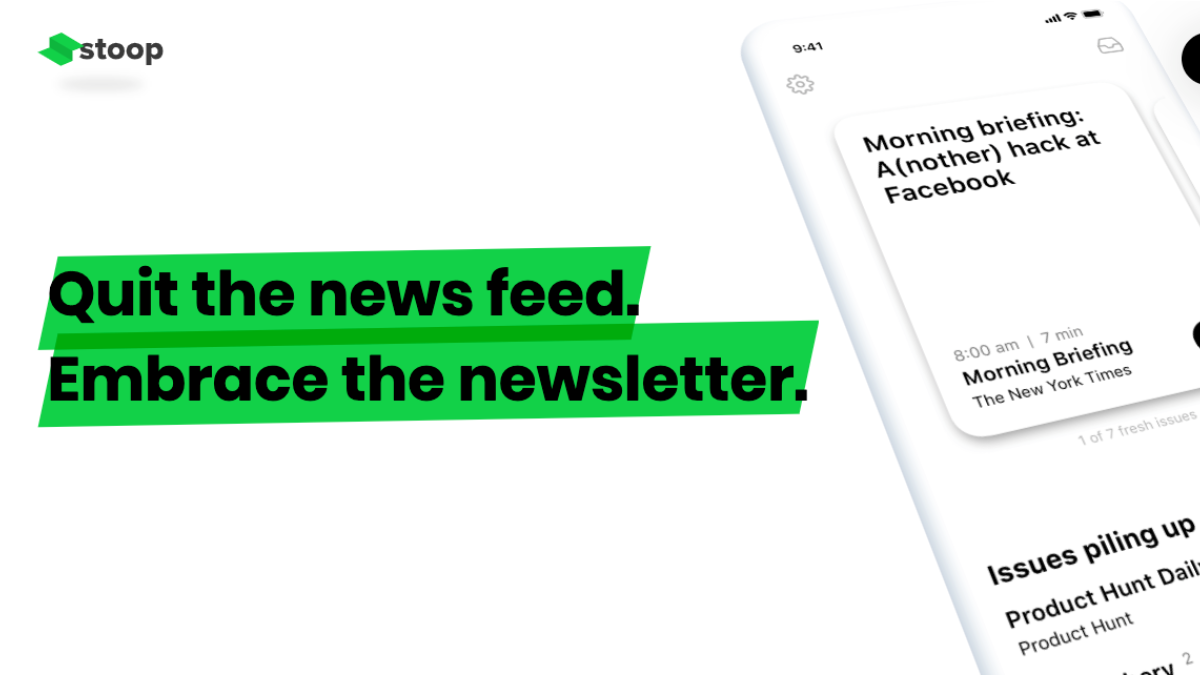 stoop
Quit the news feed.
Embrace the newsletter.
9:41
Morning briefing:
A(nother) hack at
Facebook
8:00 am | 7 min
Morning Briefing
The New York Times
1 of 7 fresh issues
Issues piling up
Product Hunt Daily
Product Hunt
2